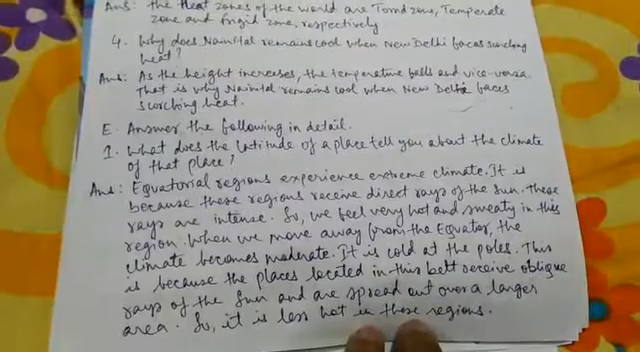 Ans: the Heat zones of the world are Torrid zone, Temperate
zone and frigid zone, respectively
4. Why does Nainital remains cool when New Delhi faces scorching
heat?
Ans: As the height increases, the temperature falls and vice-versa.
That is why Nainital remains cool when New Delhi faces
scorching heat.
E. Answer the following in detail.
1. What does the latitude of a place tell you about the climate
of that place?
Ans: Equatorial regions experience extreme climate. It is
because these regions receive direct rays of the sun. These
rays are intense. So, we feel very hot and sweaty in this
region. When we move away from the Equator, the
climate becomes moderate. It is cold at the poles. This
is because the places located in this belt receive oblique
rays of the Sun and are spread out over a larger
area. So, it is less hot in these regions.